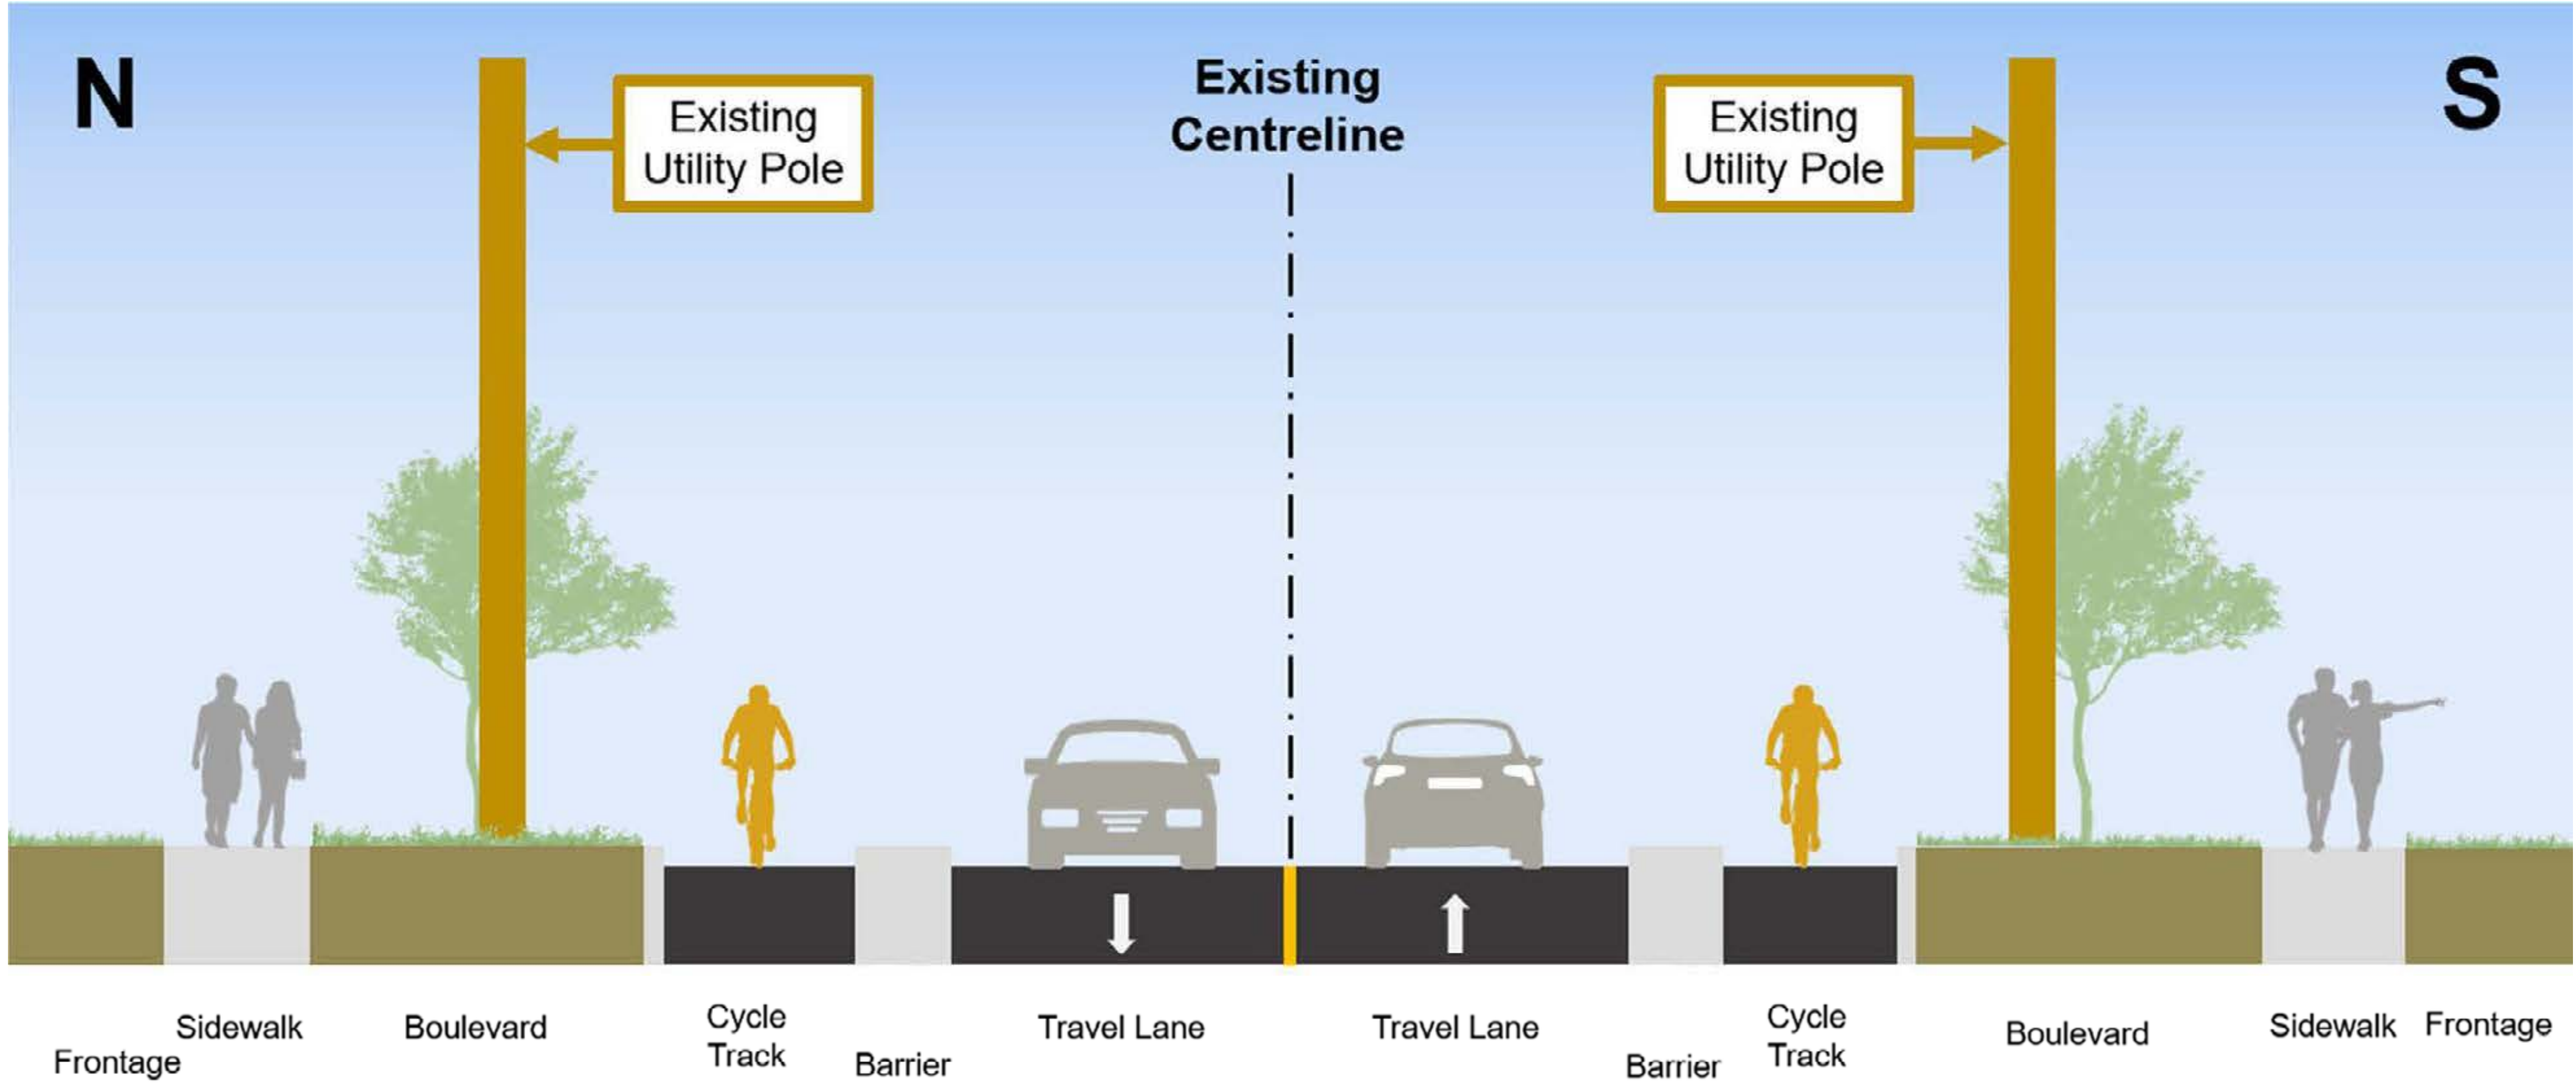 N
Existing
Utility Pole
Existing
Centreline
Existing
Utility Pole
S
Frontage
Sidewalk
Boulevard
Cycle
Track
Barrier
Travel Lane
Travel Lane
Barrier
Cycle
Track
Boulevard
Sidewalk
Frontage